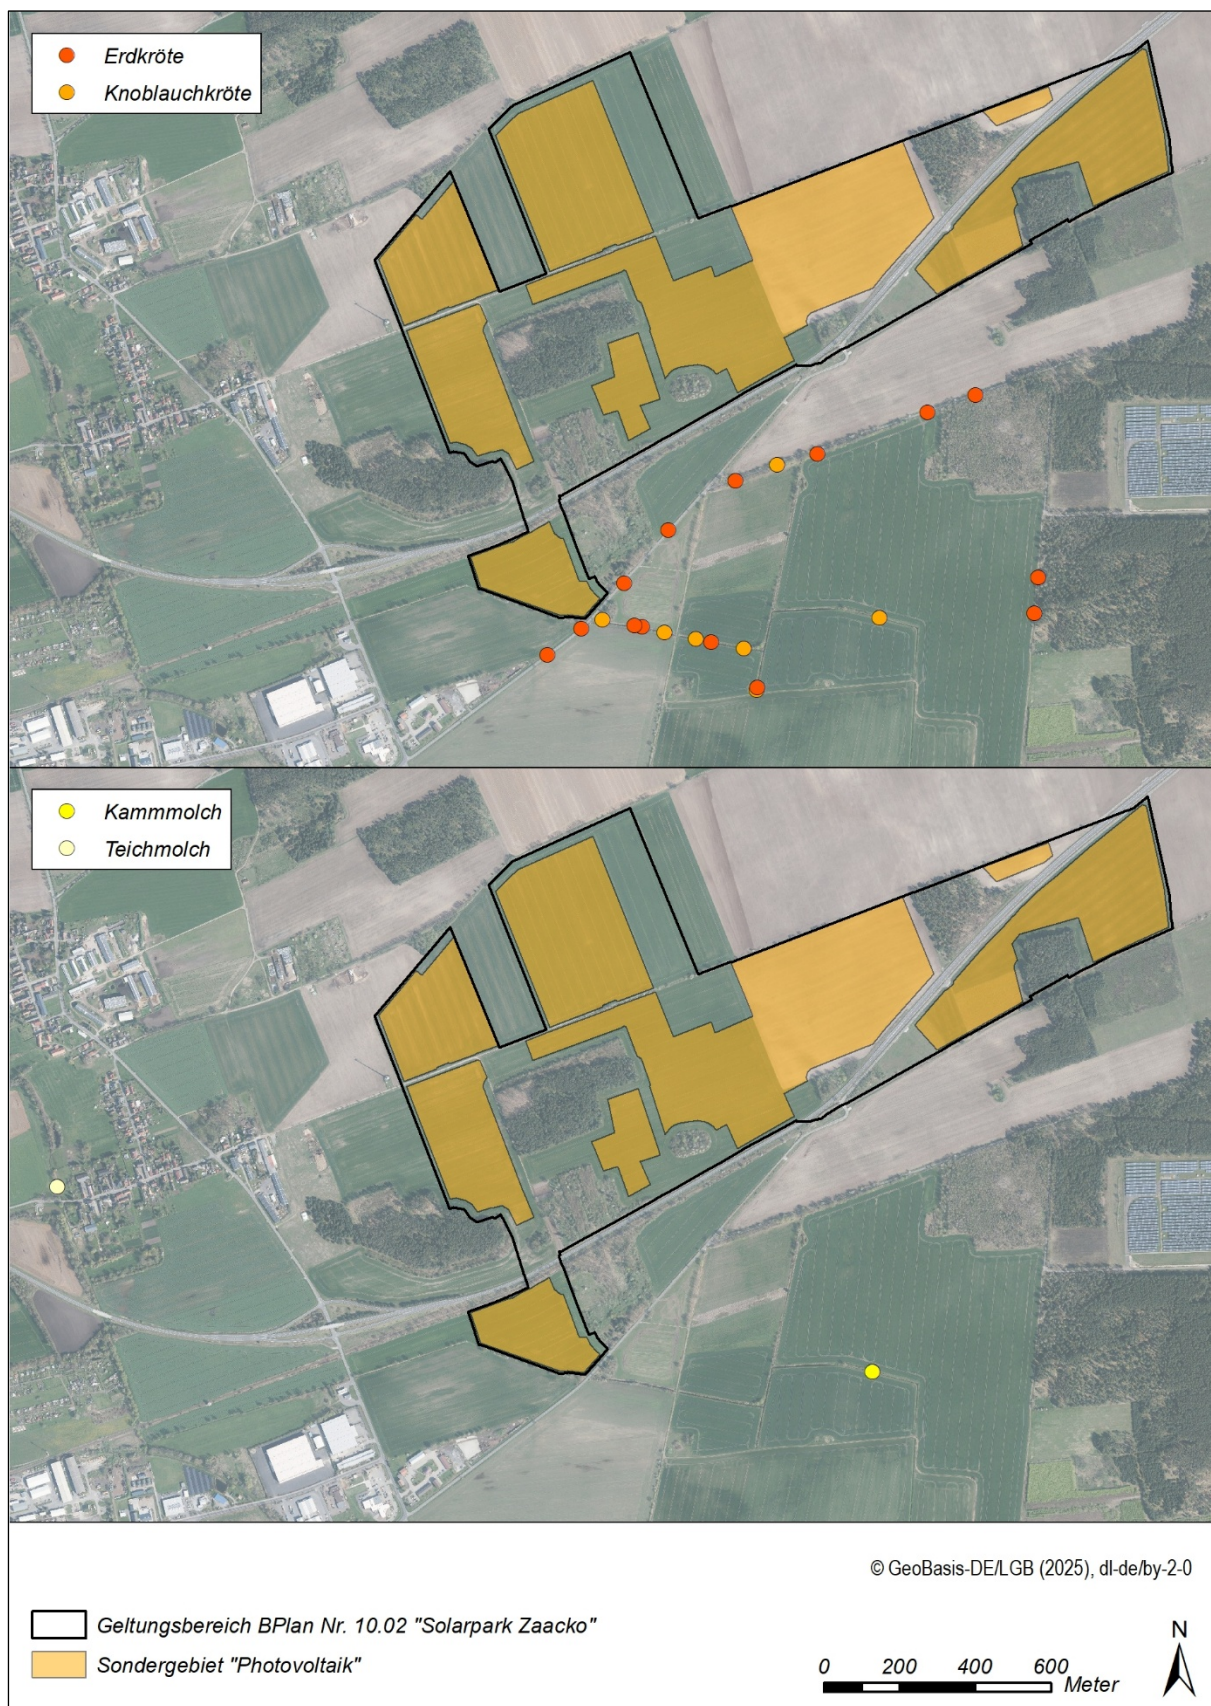 Erdkröte
Knoblauchkröte
Kammmolch
Teichmolch
© GeoBasis-DE/LGB (2025), dl-de/by-2-0
Geltungsbereich BPlan Nr. 10.02 "Solarpark Zaacko"
Sondergebiet "Photovoltaik"
0 200 400 600
Meter
N